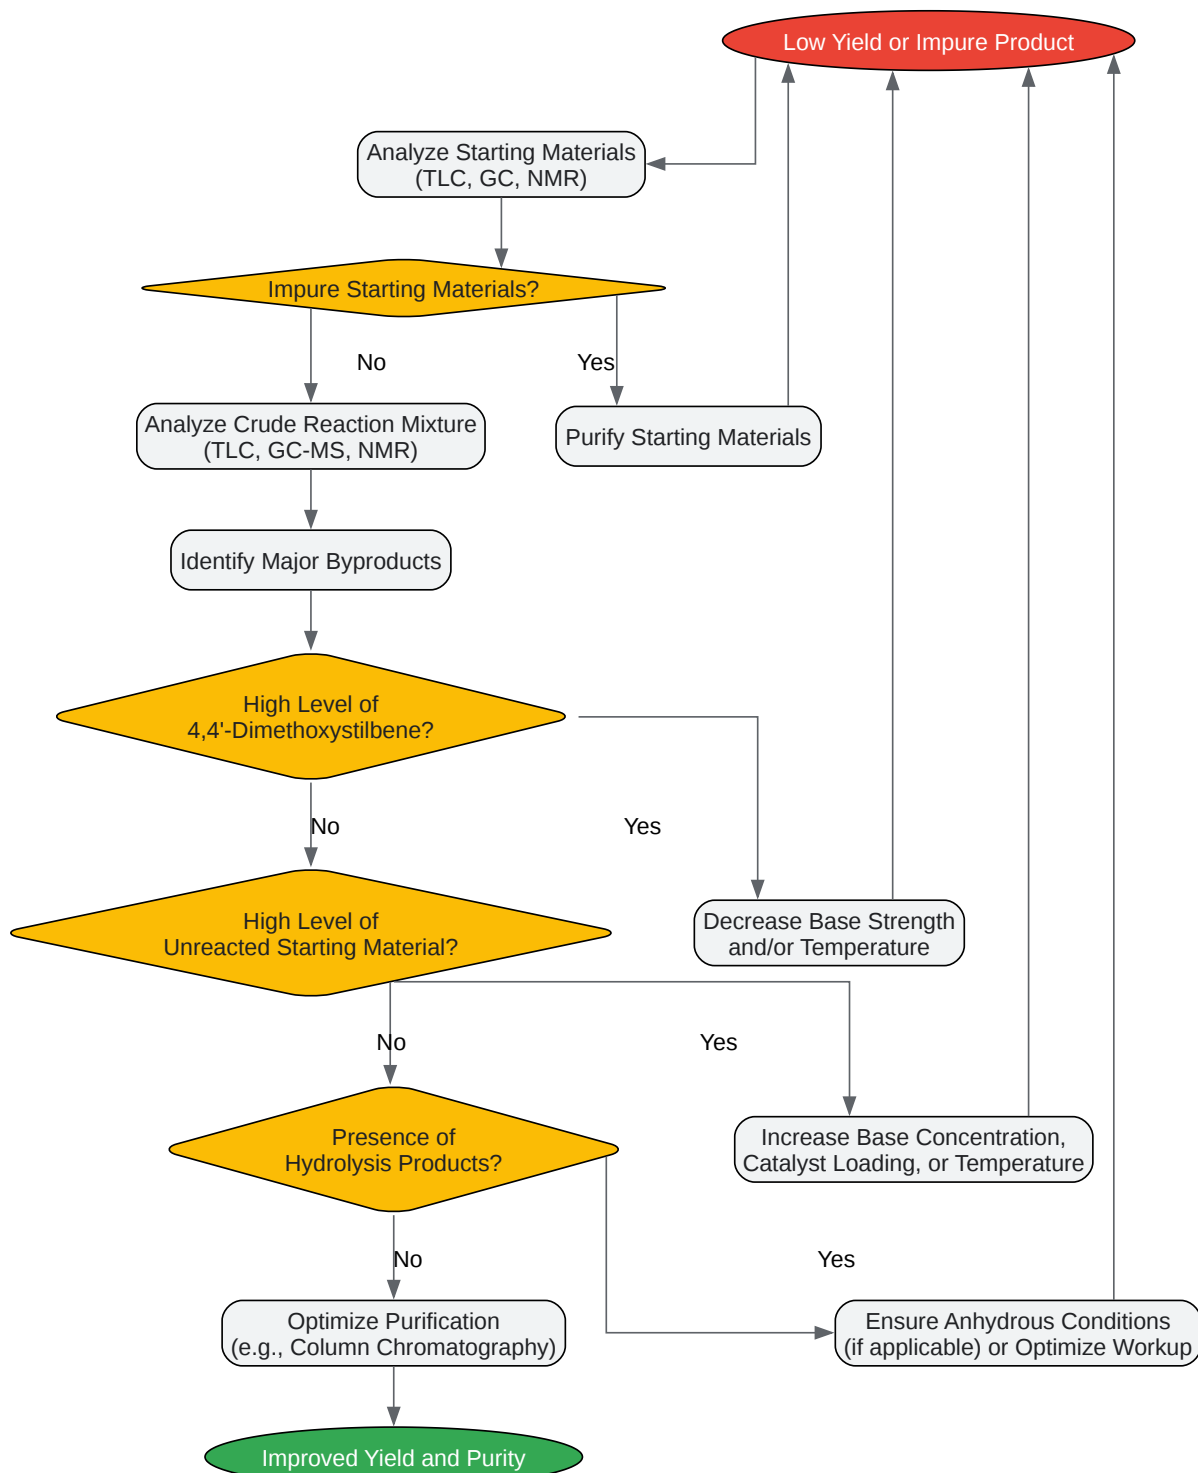 Low Yield or Impure Product
Analyze Starting Materials
(TLC, GC, NMR)
Impure Starting Materials?
No
Yes
Analyze Crude Reaction Mixture
(TLC, GC-MS, NMR)
Purify Starting Materials
Identify Major Byproducts
High Level of
4,4'-Dimethoxystilbene?
No
Yes
High Level of
Unreacted Starting Material?
Decrease Base Strength
and/or Temperature
No
Yes
Presence of
Hydrolysis Products?
Increase Base Concentration,
Catalyst Loading, or Temperature
No
Yes
Optimize Purification
(e.g., Column Chromatography)
Ensure Anhydrous Conditions
(if applicable) or Optimize Workup
Improved Yield and Purity